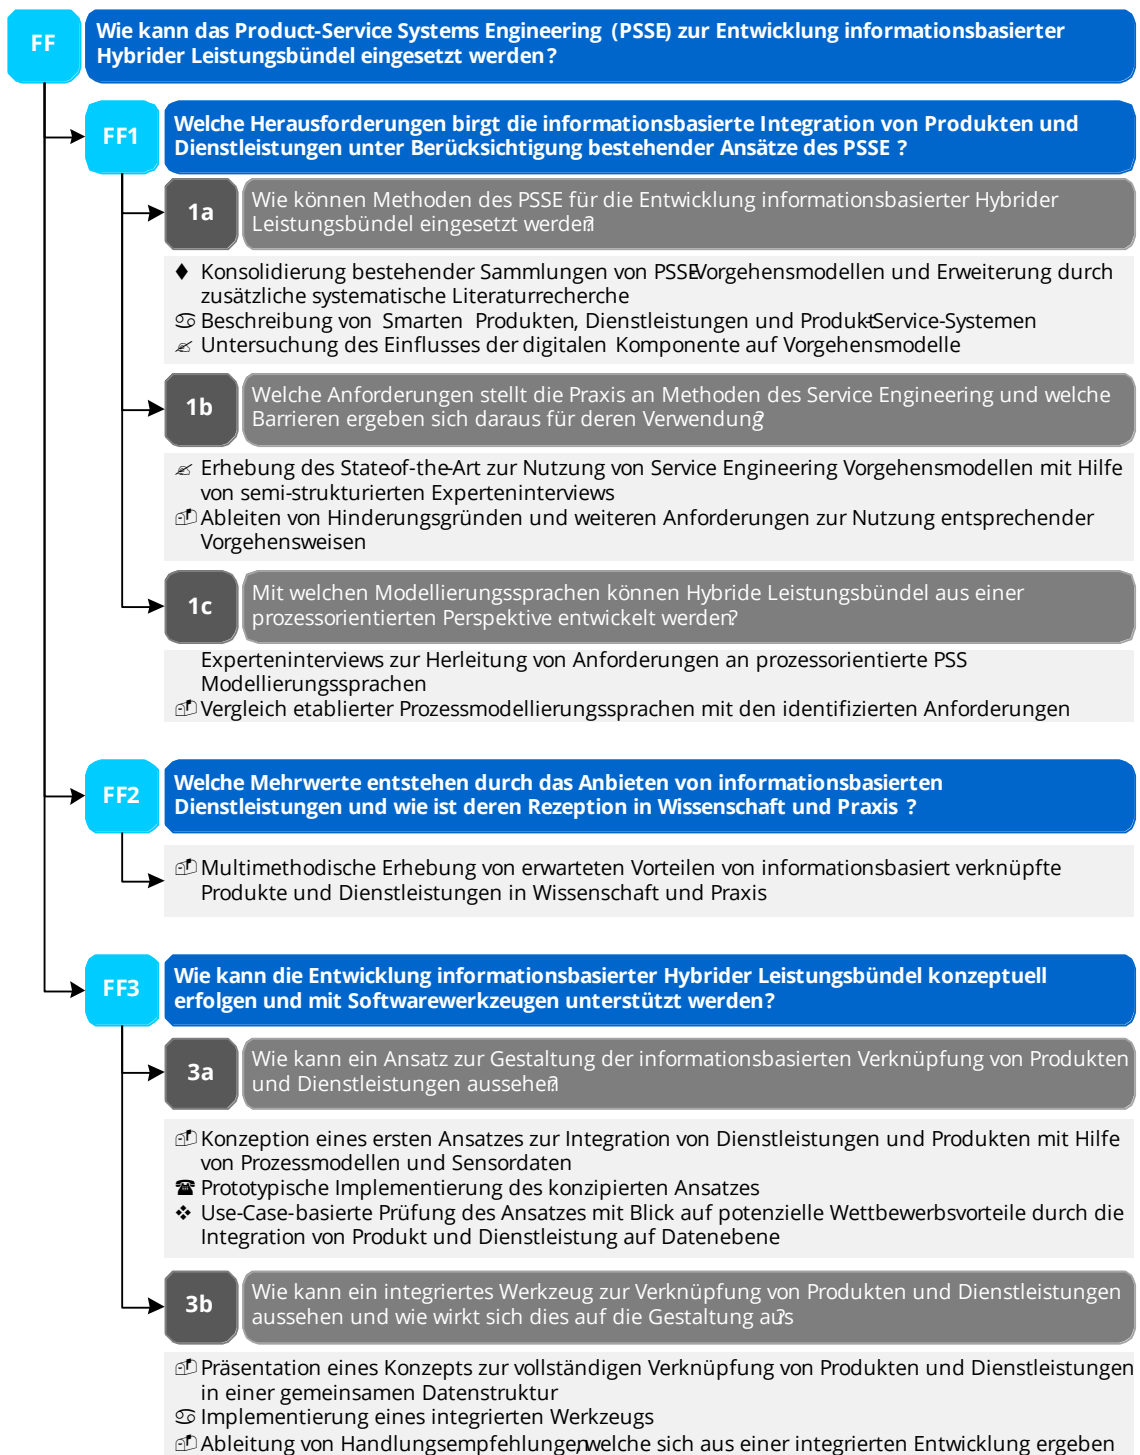 FF
Wie kann das Product-Service Systems Engineering (PSSE) zur Entwicklung informationsbasierter
Hybrider Leistungsbündel eingesetzt werden?
FF1
Welche Herausforderungen birgt die informationsbasierte Integration von Produkten und
Dienstleistungen unter Berücksichtigung bestehender Ansätze des PSSE ?
1a
Wie können Methoden des PSSE für die Entwicklung informationsbasierter Hybrider
Leistungsbündel eingesetzt werden?
♦ Konsolidierung bestehender Sammlungen von PSSE-Vorgehensmodellen und Erweiterung durch
zusätzliche systematische Literaturrecherche
♋ Beschreibung von Smarten Produkten, Dienstleistungen und Produkt-Service-Systemen
Untersuchung des Einflusses der digitalen Komponente auf Vorgehensmodelle
1b
Welche Anforderungen stellt die Praxis an Methoden des Service Engineering und welche
Barrieren ergeben sich daraus für deren Verwendung?
Erhebung des State-of-the-Art zur Nutzung von Service Engineering Vorgehensmodellen mit Hilfe
von semi-strukturierten Experteninterviews
Ableiten von Hinderungsgründen und weiteren Anforderungen zur Nutzung entsprechender
Vorgehensweisen
1c
Mit welchen Modellierungssprachen können Hybride Leistungsbündel aus einer
prozessorientierten Perspektive entwickelt werden?
Experteninterviews zur Herleitung von Anforderungen an prozessorientierte PSS
Modellierungssprachen
Vergleich etablierter Prozessmodellierungssprachen mit den identifizierten Anforderungen
FF2
Welche Mehrwerte entstehen durch das Anbieten von informationsbasierten
Dienstleistungen und wie ist deren Rezeption in Wissenschaft und Praxis ?
Multimethodische Erhebung von erwarteten Vorteilen von informationsbasiert verknüpfte
Produkte und Dienstleistungen in Wissenschaft und Praxis
FF3
Wie kann die Entwicklung informationsbasierter Hybrider Leistungsbündel konzeptuell
erfolgen und mit Softwarewerkzeugen unterstützt werden?
3a
Wie kann ein Ansatz zur Gestaltung der informationsbasierten Verknüpfung von Produkten
und Dienstleistungen aussehen?
Konzeption eines ersten Ansatzes zur Integration von Dienstleistungen und Produkten mit Hilfe
von Prozessmodellen und Sensordaten
☎ Prototypische Implementierung des konzipierten Ansatzes
❖ Use-Case-basierte Prüfung des Ansatzes mit Blick auf potenzielle Wettbewerbsvorteile durch die
Integration von Produkt und Dienstleistung auf Datenebene
3b
Wie kann ein integriertes Werkzeug zur Verknüpfung von Produkten und Dienstleistungen
aussehen und wie wirkt sich dies auf die Gestaltung aus?
Präsentation eines Konzepts zur vollständigen Verknüpfung von Produkten und Dienstleistungen
in einer gemeinsamen Datenstruktur
♋ Implementierung eines integrierten Werkzeugs
Ableitung von Handlungsempfehlungen, welche sich aus einer integrierten Entwicklung ergeben